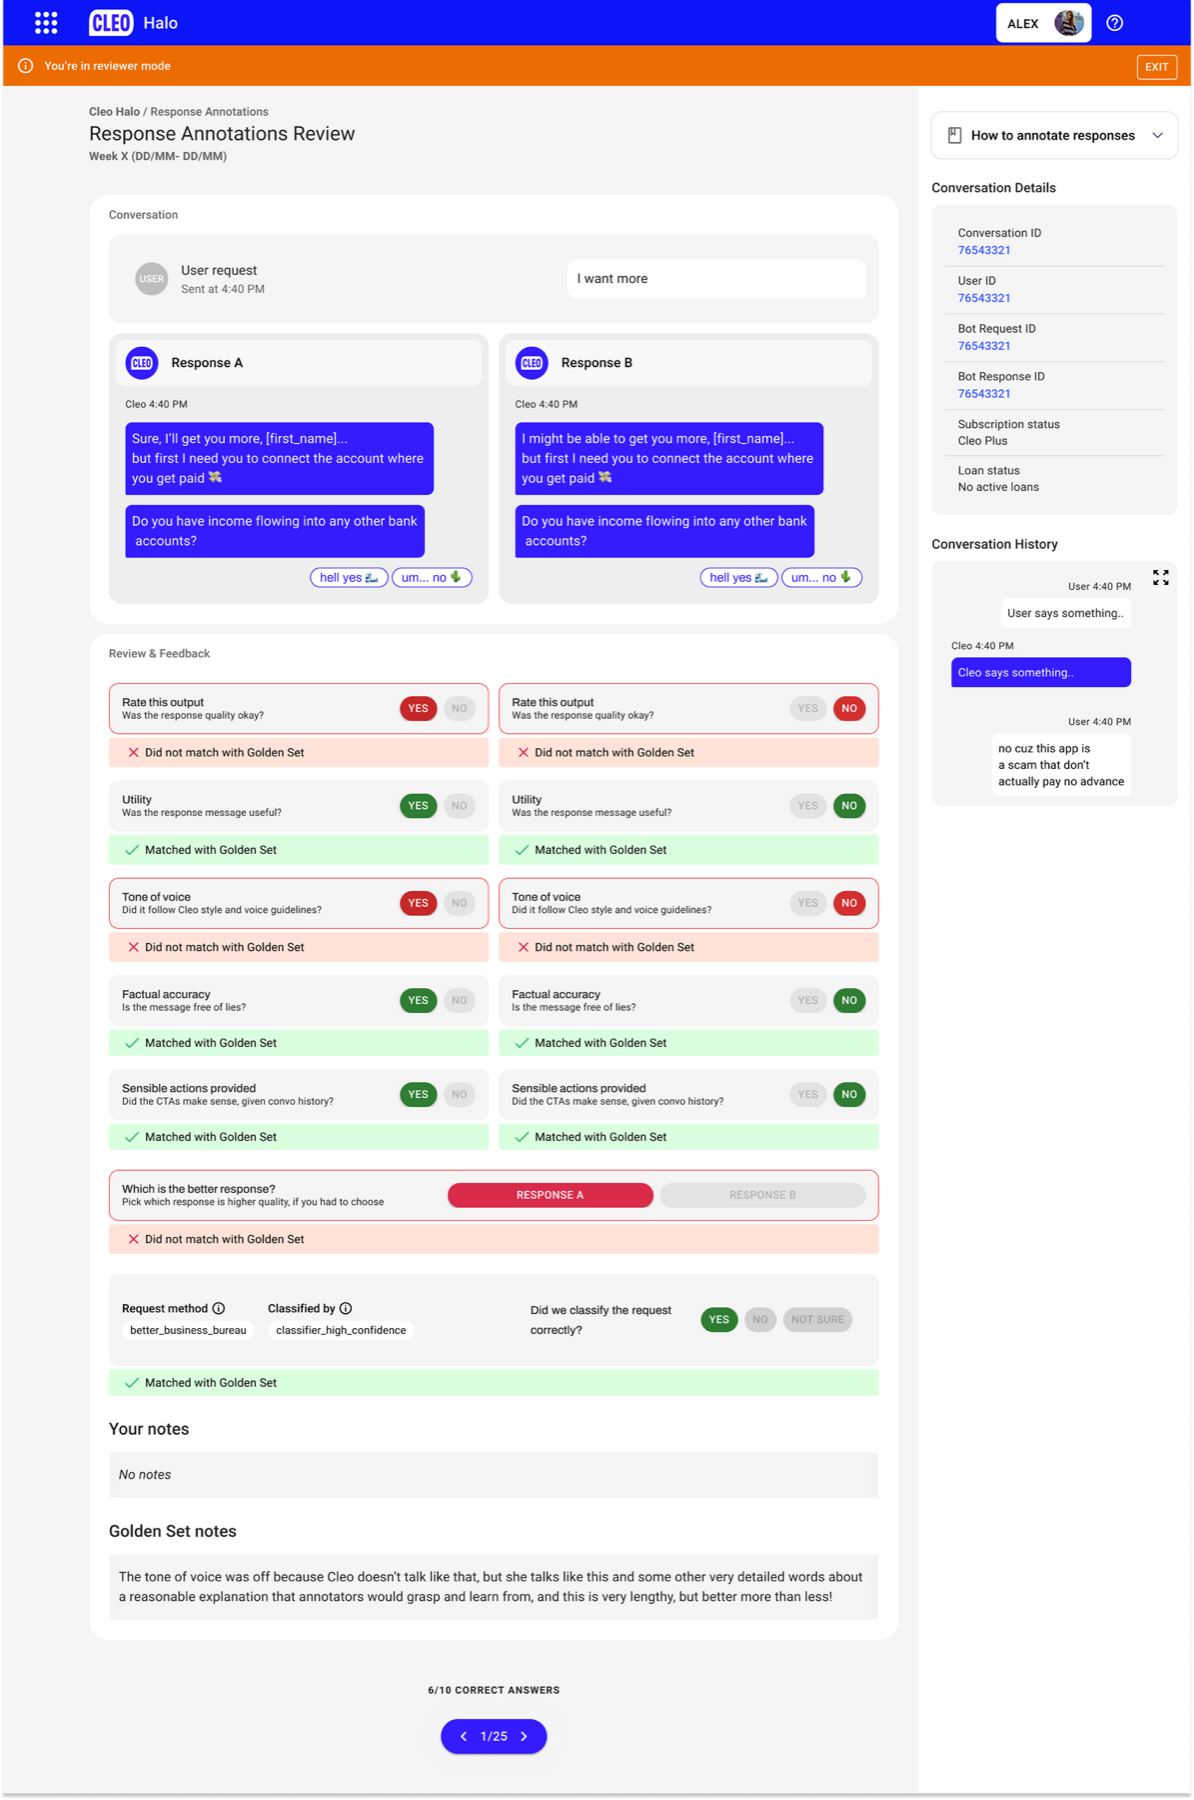 CLEO Halo
ALEX
You're in reviewer mode
EXIT
Cleo Halo / Response Annotations
Response Annotations Review
Week X (DD/MM- DD/MM)
Conversation
USER
User request
Sent at 4:40 PM
I want more
CLEO
Response A
Cleo 4:40 PM
Sure, I'll get you more, [first_name]...
but first I need you to connect the account where
you get paid 💸
Do you have income flowing into any other bank
accounts?
hell yes 🌊
um... no 🌵
CLEO
Response B
Cleo 4:40 PM
I might be able to get you more, [first_name]...
but first I need you to connect the account where
you get paid 💸
Do you have income flowing into any other bank
accounts?
hell yes 🌊
um... no 🌵
Review & Feedback
Rate this output
Was the response quality okay?
YES
NO
Did not match with Golden Set
Rate this output
Was the response quality okay?
YES
NO
Did not match with Golden Set
Utility
Was the response message useful?
YES
NO
Matched with Golden Set
Utility
Was the response message useful?
YES
NO
Matched with Golden Set
Tone of voice
Did it follow Cleo style and voice guidelines?
YES
NO
Did not match with Golden Set
Tone of voice
Did it follow Cleo style and voice guidelines?
YES
NO
Did not match with Golden Set
Factual accuracy
Is the message free of lies?
YES
NO
Matched with Golden Set
Factual accuracy
Is the message free of lies?
YES
NO
Matched with Golden Set
Sensible actions provided
Did the CTAs make sense, given convo history?
YES
NO
Matched with Golden Set
Sensible actions provided
Did the CTAs make sense, given convo history?
YES
NO
Matched with Golden Set
Which is the better response?
Pick which response is higher quality, if you had to choose
RESPONSE A
RESPONSE B
Did not match with Golden Set
Request method
better_business_bureau
Classified by
classifier_high_confidence
Did we classify the request
correctly?
YES
NO
NOT SURE
Matched with Golden Set
Your notes
No notes
Golden Set notes
The tone of voice was off because Cleo doesn't talk like that, but she talks like this and some other very detailed words about
a reasonable explanation that annotators would grasp and learn from, and this is very lengthy, but better more than less!
6/10 CORRECT ANSWERS
1/25
How to annotate responses
Conversation Details
Conversation ID
76543321
User ID
76543321
Bot Request ID
76543321
Bot Response ID
76543321
Subscription status
Cleo Plus
Loan status
No active loans
Conversation History
User 4:40 PM
User says something..
Cleo 4:40 PM
Cleo says something..
User 4:40 PM
no cuz this app is
a scam that don't
actually pay no advance